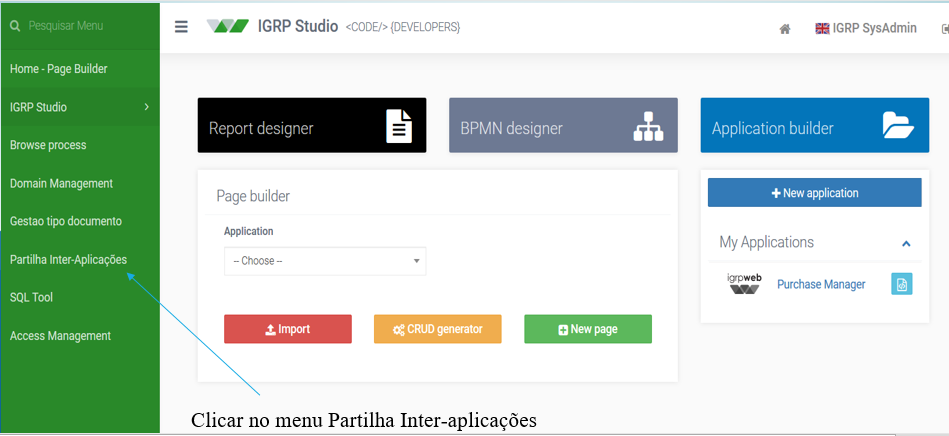 Pesquisar Menu
IGRP Studio <CODE/> {DEVELOPERS}
IGRP SysAdmin
Home - Page Builder
IGRP Studio
Browse process
Domain Management
Gestao tipo documento
Partilha Inter-Aplicações
SQL Tool
Access Management
Report designer
BPMN designer
Application builder
Page builder
Application
-- Choose --
Import
CRUD generator
New page
New application
My Applications
igrpweb
Purchase Manager
Clicar no menu Partilha Inter-aplicações